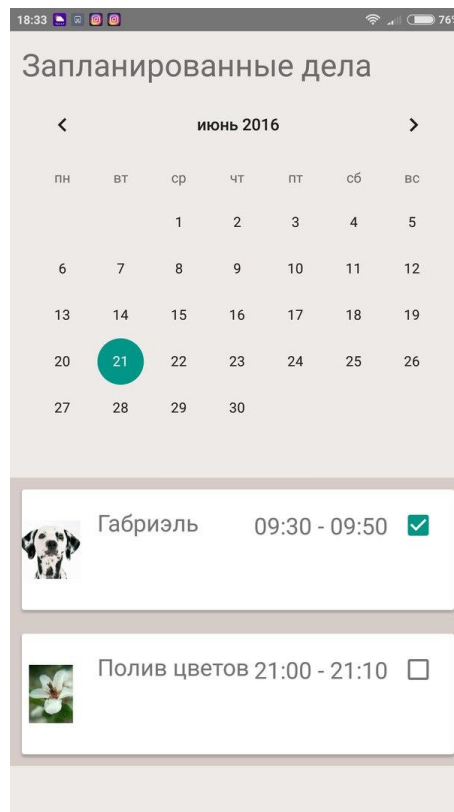 18:33 76%
Запланированные дела
июнь 2016
пн вт ср чт пт сб вс
1 2 3 4 5
6 7 8 9 10 11 12
13 14 15 16 17 18 19
20 21 22 23 24 25 26
27 28 29 30
Габриэль 09:30 - 09:50
Полив цветов 21:00 - 21:10